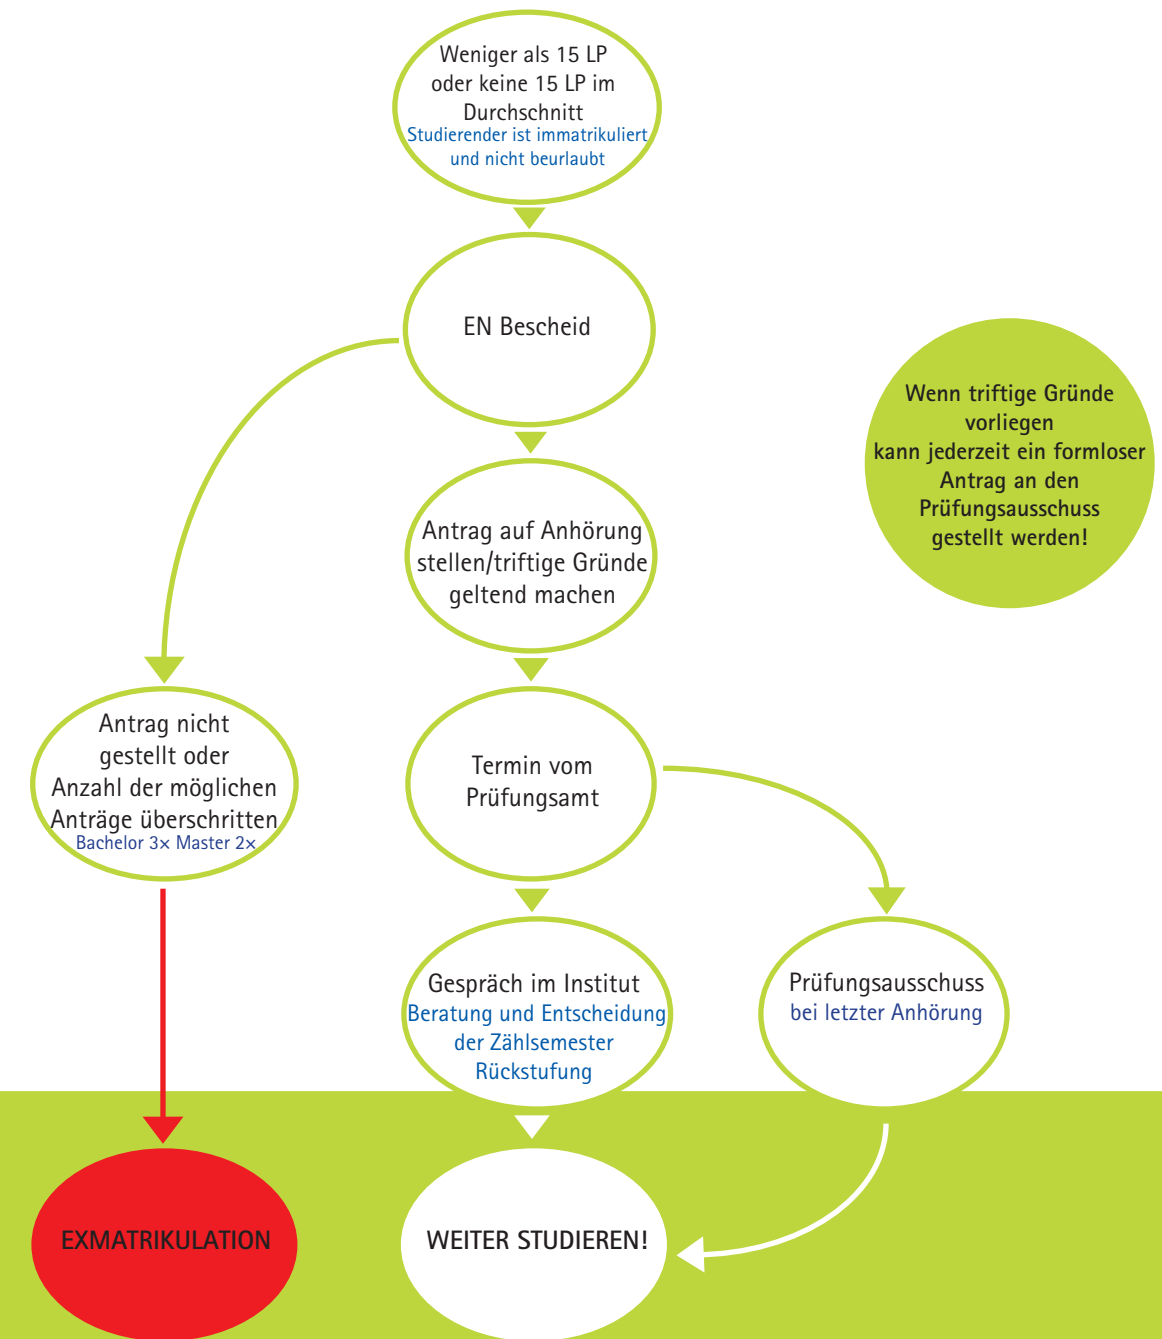 Weniger als 15 LP
oder keine 15 LP im
Durchschnitt
Studierender ist immatrikuliert
und nicht beurlaubt
EN Bescheid
Wenn triftige Gründe
vorliegen
kann jederzeit ein formloser
Antrag an den
Prüfungsausschuss
gestellt werden!
Antrag auf Anhörung
stellen/triftige Gründe
geltend machen
Antrag nicht
gestellt oder
Anzahl der möglichen
Anträge überschritten
Bachelor 3× Master 2×
Termin vom
Prüfungsamt
Gespräch im Institut
Beratung und Entscheidung
der Zählsemester
Rückstufung
Prüfungsausschuss
bei letzter Anhörung
EXMATRIKULATION
WEITER STUDIEREN!